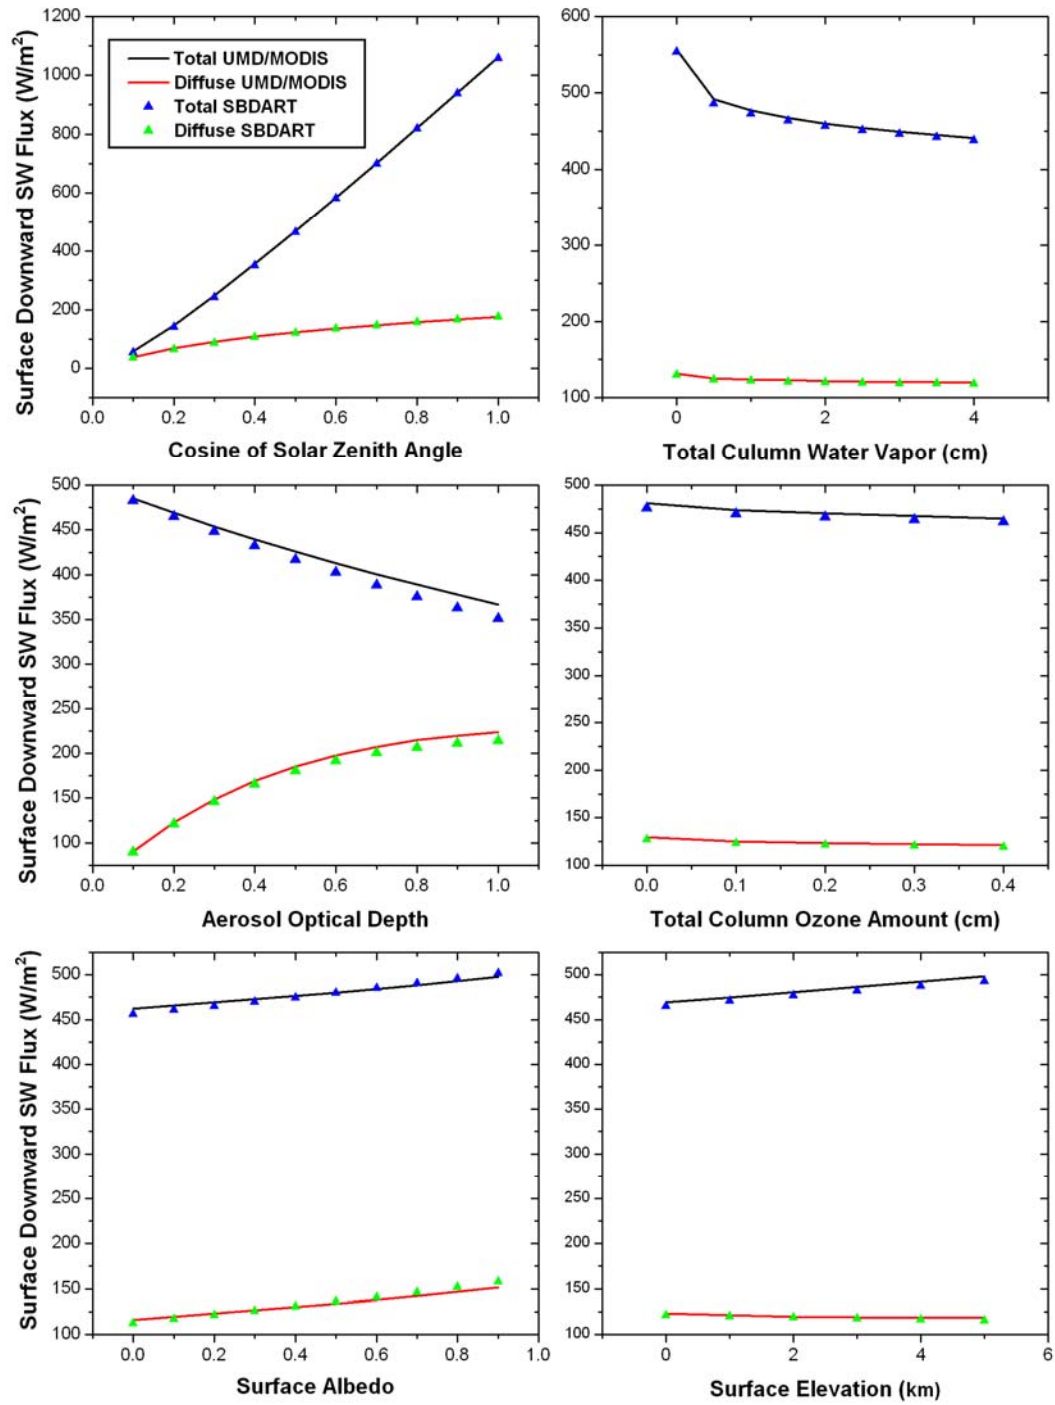 Surface Downward SW Flux (W/m²)
1200
1000
800
600
400
200
0
Total UMD/MODIS
Diffuse UMD/MODIS
Total SBDART
Diffuse SBDART
0.0 0.2 0.4 0.6 0.8 1.0
Cosine of Solar Zenith Angle
600
500
400
300
200
100
0 2 4
Total Culumn Water Vapor (cm)
Surface Downward SW Flux (W/m²)
500
450
400
350
300
250
200
150
100
0.0 0.2 0.4 0.6 0.8 1.0
Aerosol Optical Depth
500
450
400
350
300
250
200
150
100
0.0 0.1 0.2 0.3 0.4
Total Column Ozone Amount (cm)
Surface Downward SW Flux (W/m²)
500
450
400
350
300
250
200
150
100
0.0 0.2 0.4 0.6 0.8 1.0
Surface Albedo
500
450
400
350
300
250
200
150
100
0 2 4 6
Surface Elevation (km)